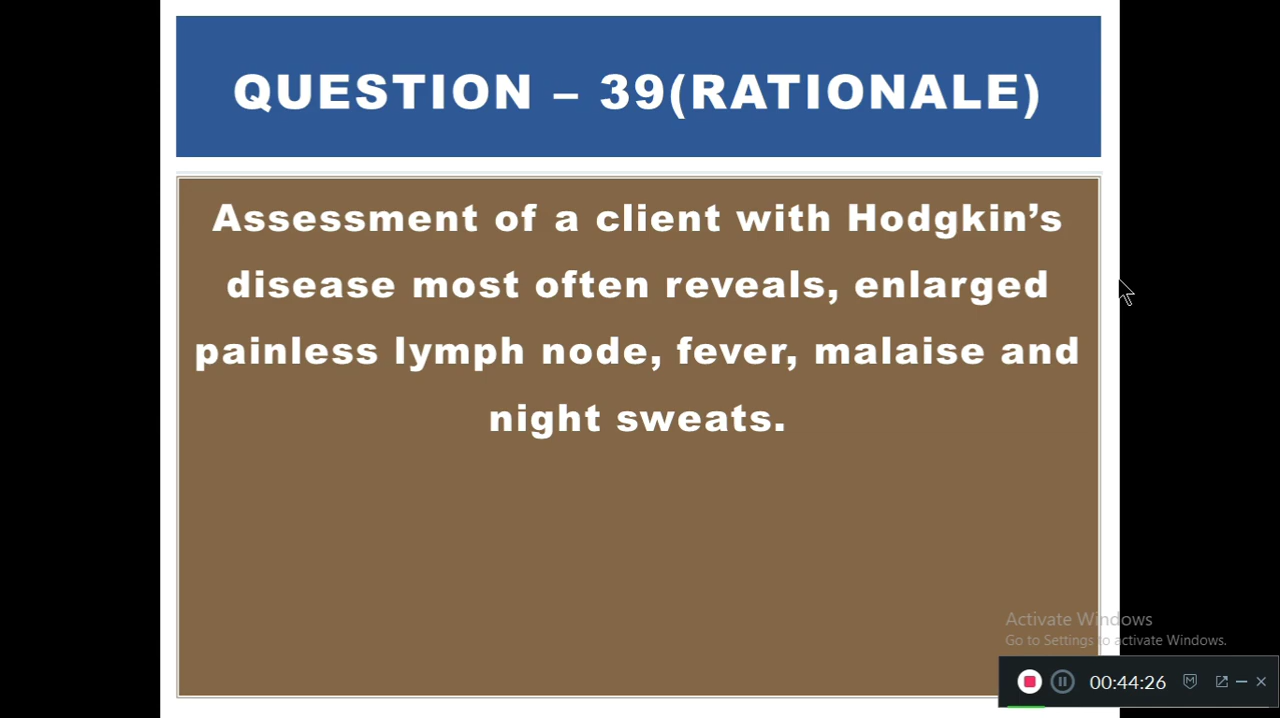 QUESTION – 39(RATIONALE)
Assessment of a client with Hodgkin’s
disease most often reveals, enlarged
painless lymph node, fever, malaise and
night sweats.
Activate Windows
Go to Settings to activate Windows.
00:44:26